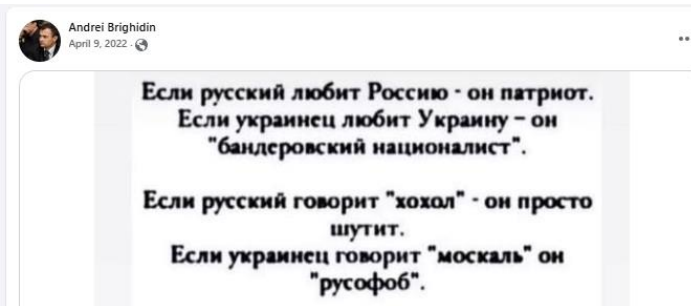 Andrei Brighidin
April 9, 2022 ·
Если русский любит Россию - он патриот.
Если украинец любит Украину – он
"бандеровский националист".
Если русский говорит "хохол" - он просто
шутит.
Если украинец говорит "москаль" он
"русофоб".